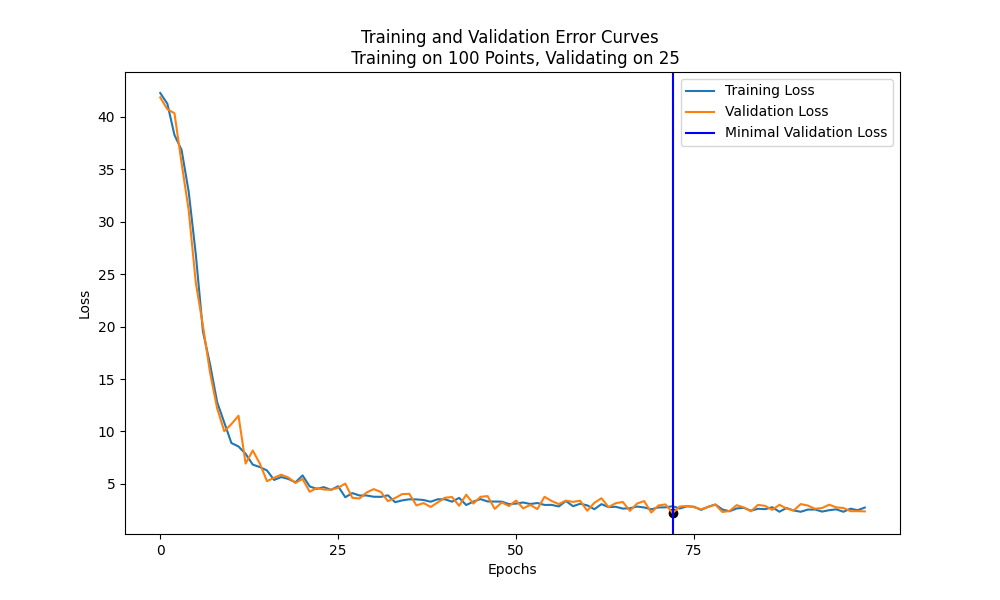 Training and Validation Error Curves
Training on 100 Points, Validating on 25
Training Loss
Validation Loss
Minimal Validation Loss
40
35
30
25
20
15
10
5
Loss
0
25
50
75
Epochs